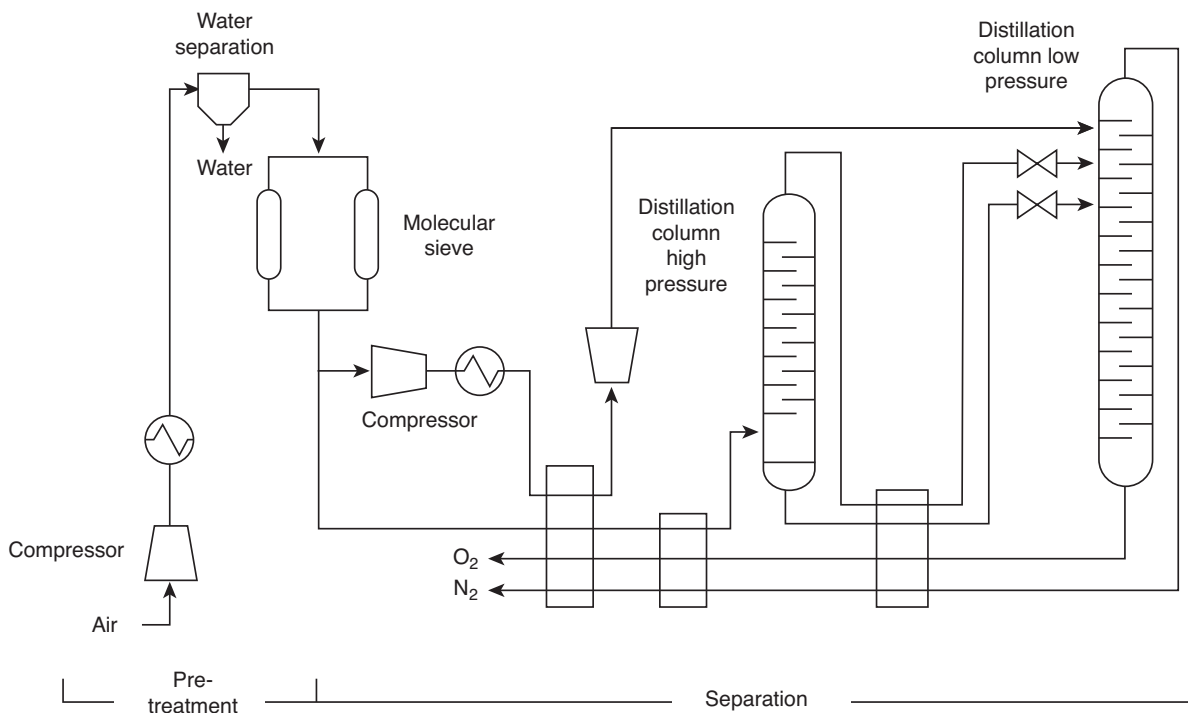 Water
separation
Water
Molecular
sieve
Distillation
column
high
pressure
Distillation
column low
pressure
Compressor
Compressor
Air
O₂
N₂
Pre-
treatment
Separation